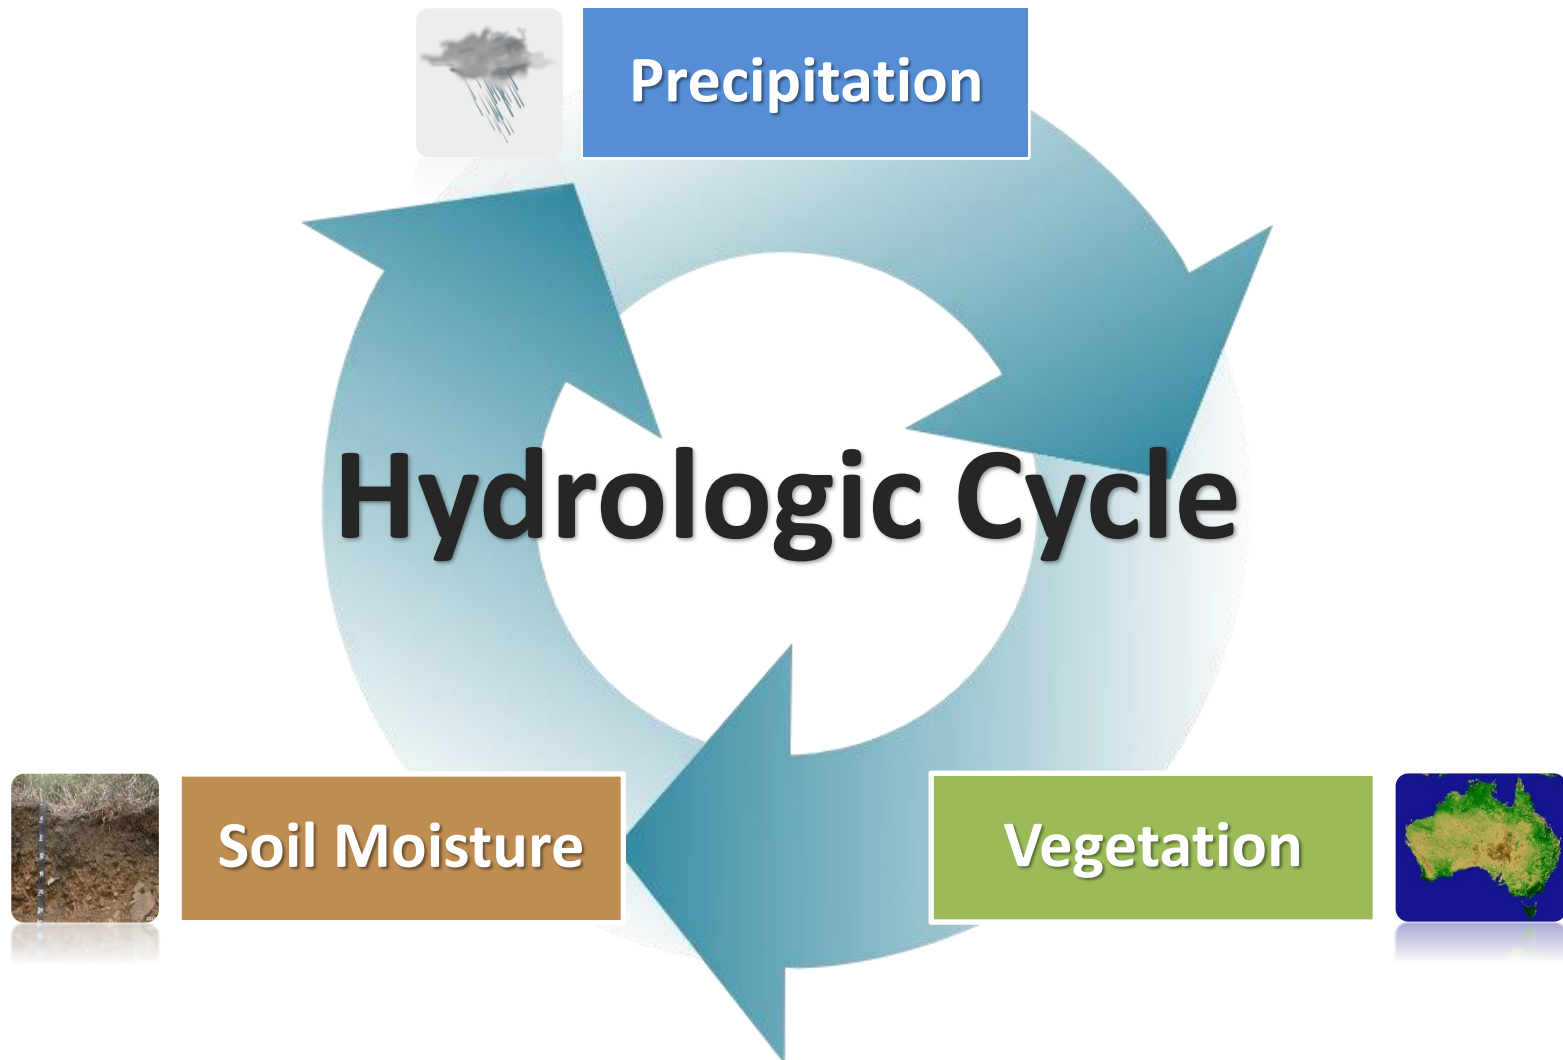 Precipitation
Hydrologic Cycle
Soil Moisture
Vegetation